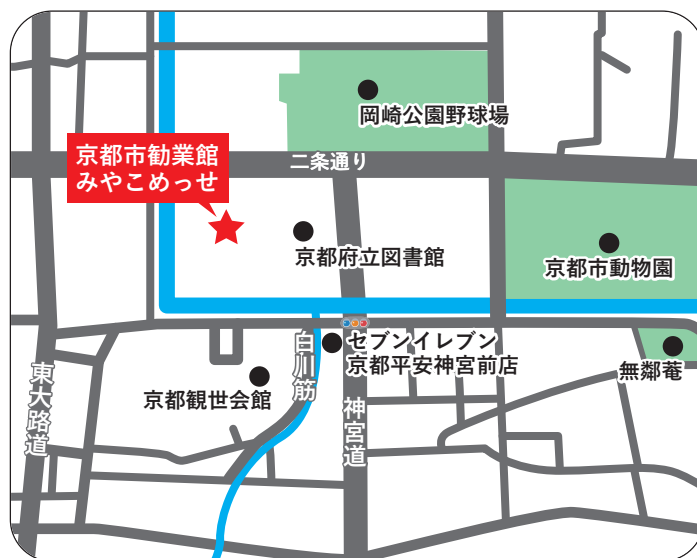 岡崎公園野球場
京都市勧業館
みやこめっせ
二条通り
京都府立図書館
京都市動物園
セブンイレブン
京都平安神宮前店
白川筋
無鄰菴
東大路道
京都観世会館
神宮道